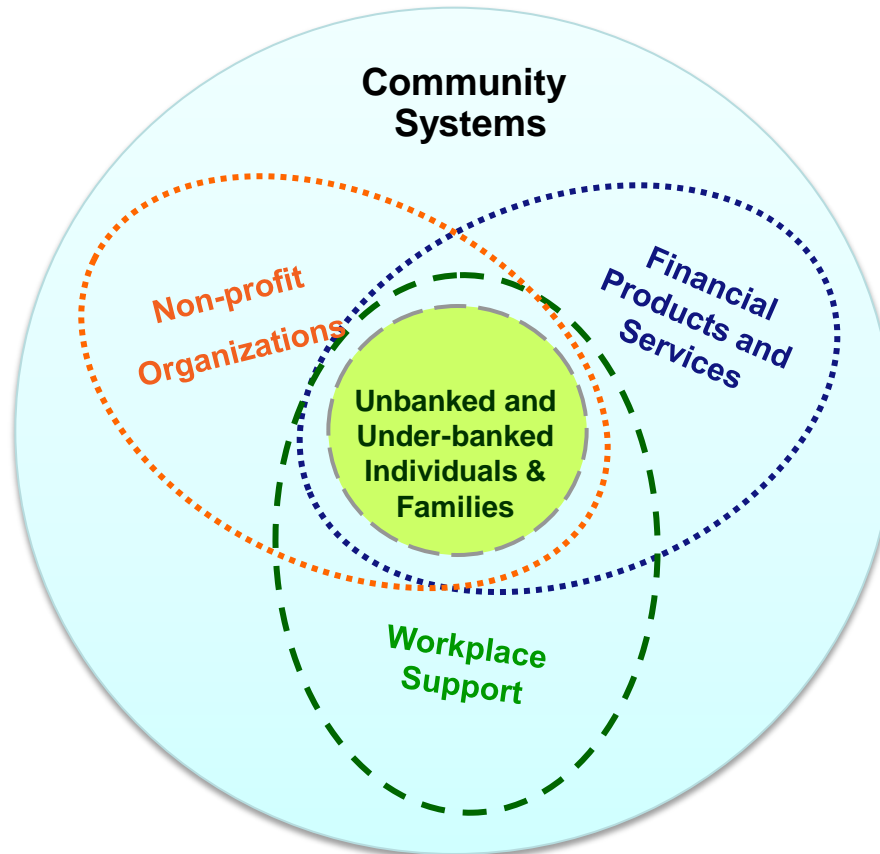 Community
Systems
Non-profit
Organizations
Financial
Products and
Services
Unbanked and
Under-banked
Individuals &
Families
Workplace
Support